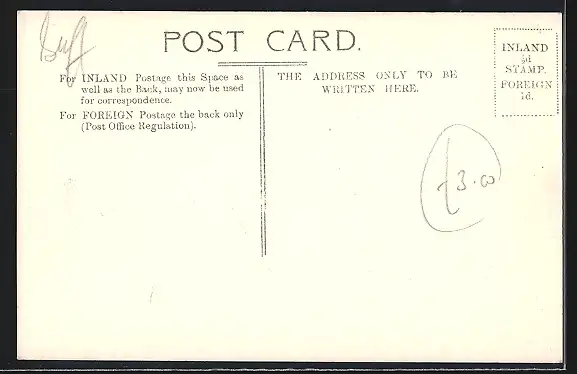 Buff
POST CARD.
For INLAND Postage this Space as
well as the Back, may now be used
for correspondence.
For FOREIGN Postage the back only
(Post Office Regulation).
THE ADDRESS ONLY TO BE
WRITTEN HERE.
INLAND
½d
STAMP.
FOREIGN
1d.
£3.00